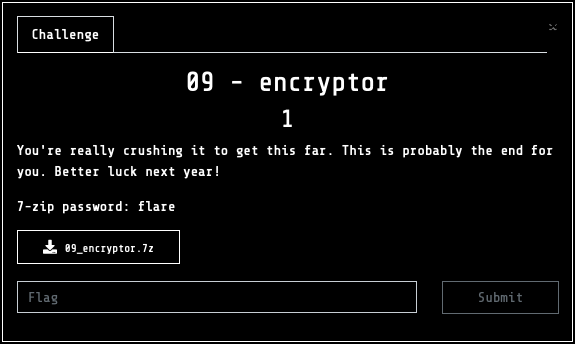 Challenge
×
09 - encryptor
1
You're really crushing it to get this far. This is probably the end for
you. Better luck next year!
7-zip password: flare
09_encryptor.7z
Flag
Submit